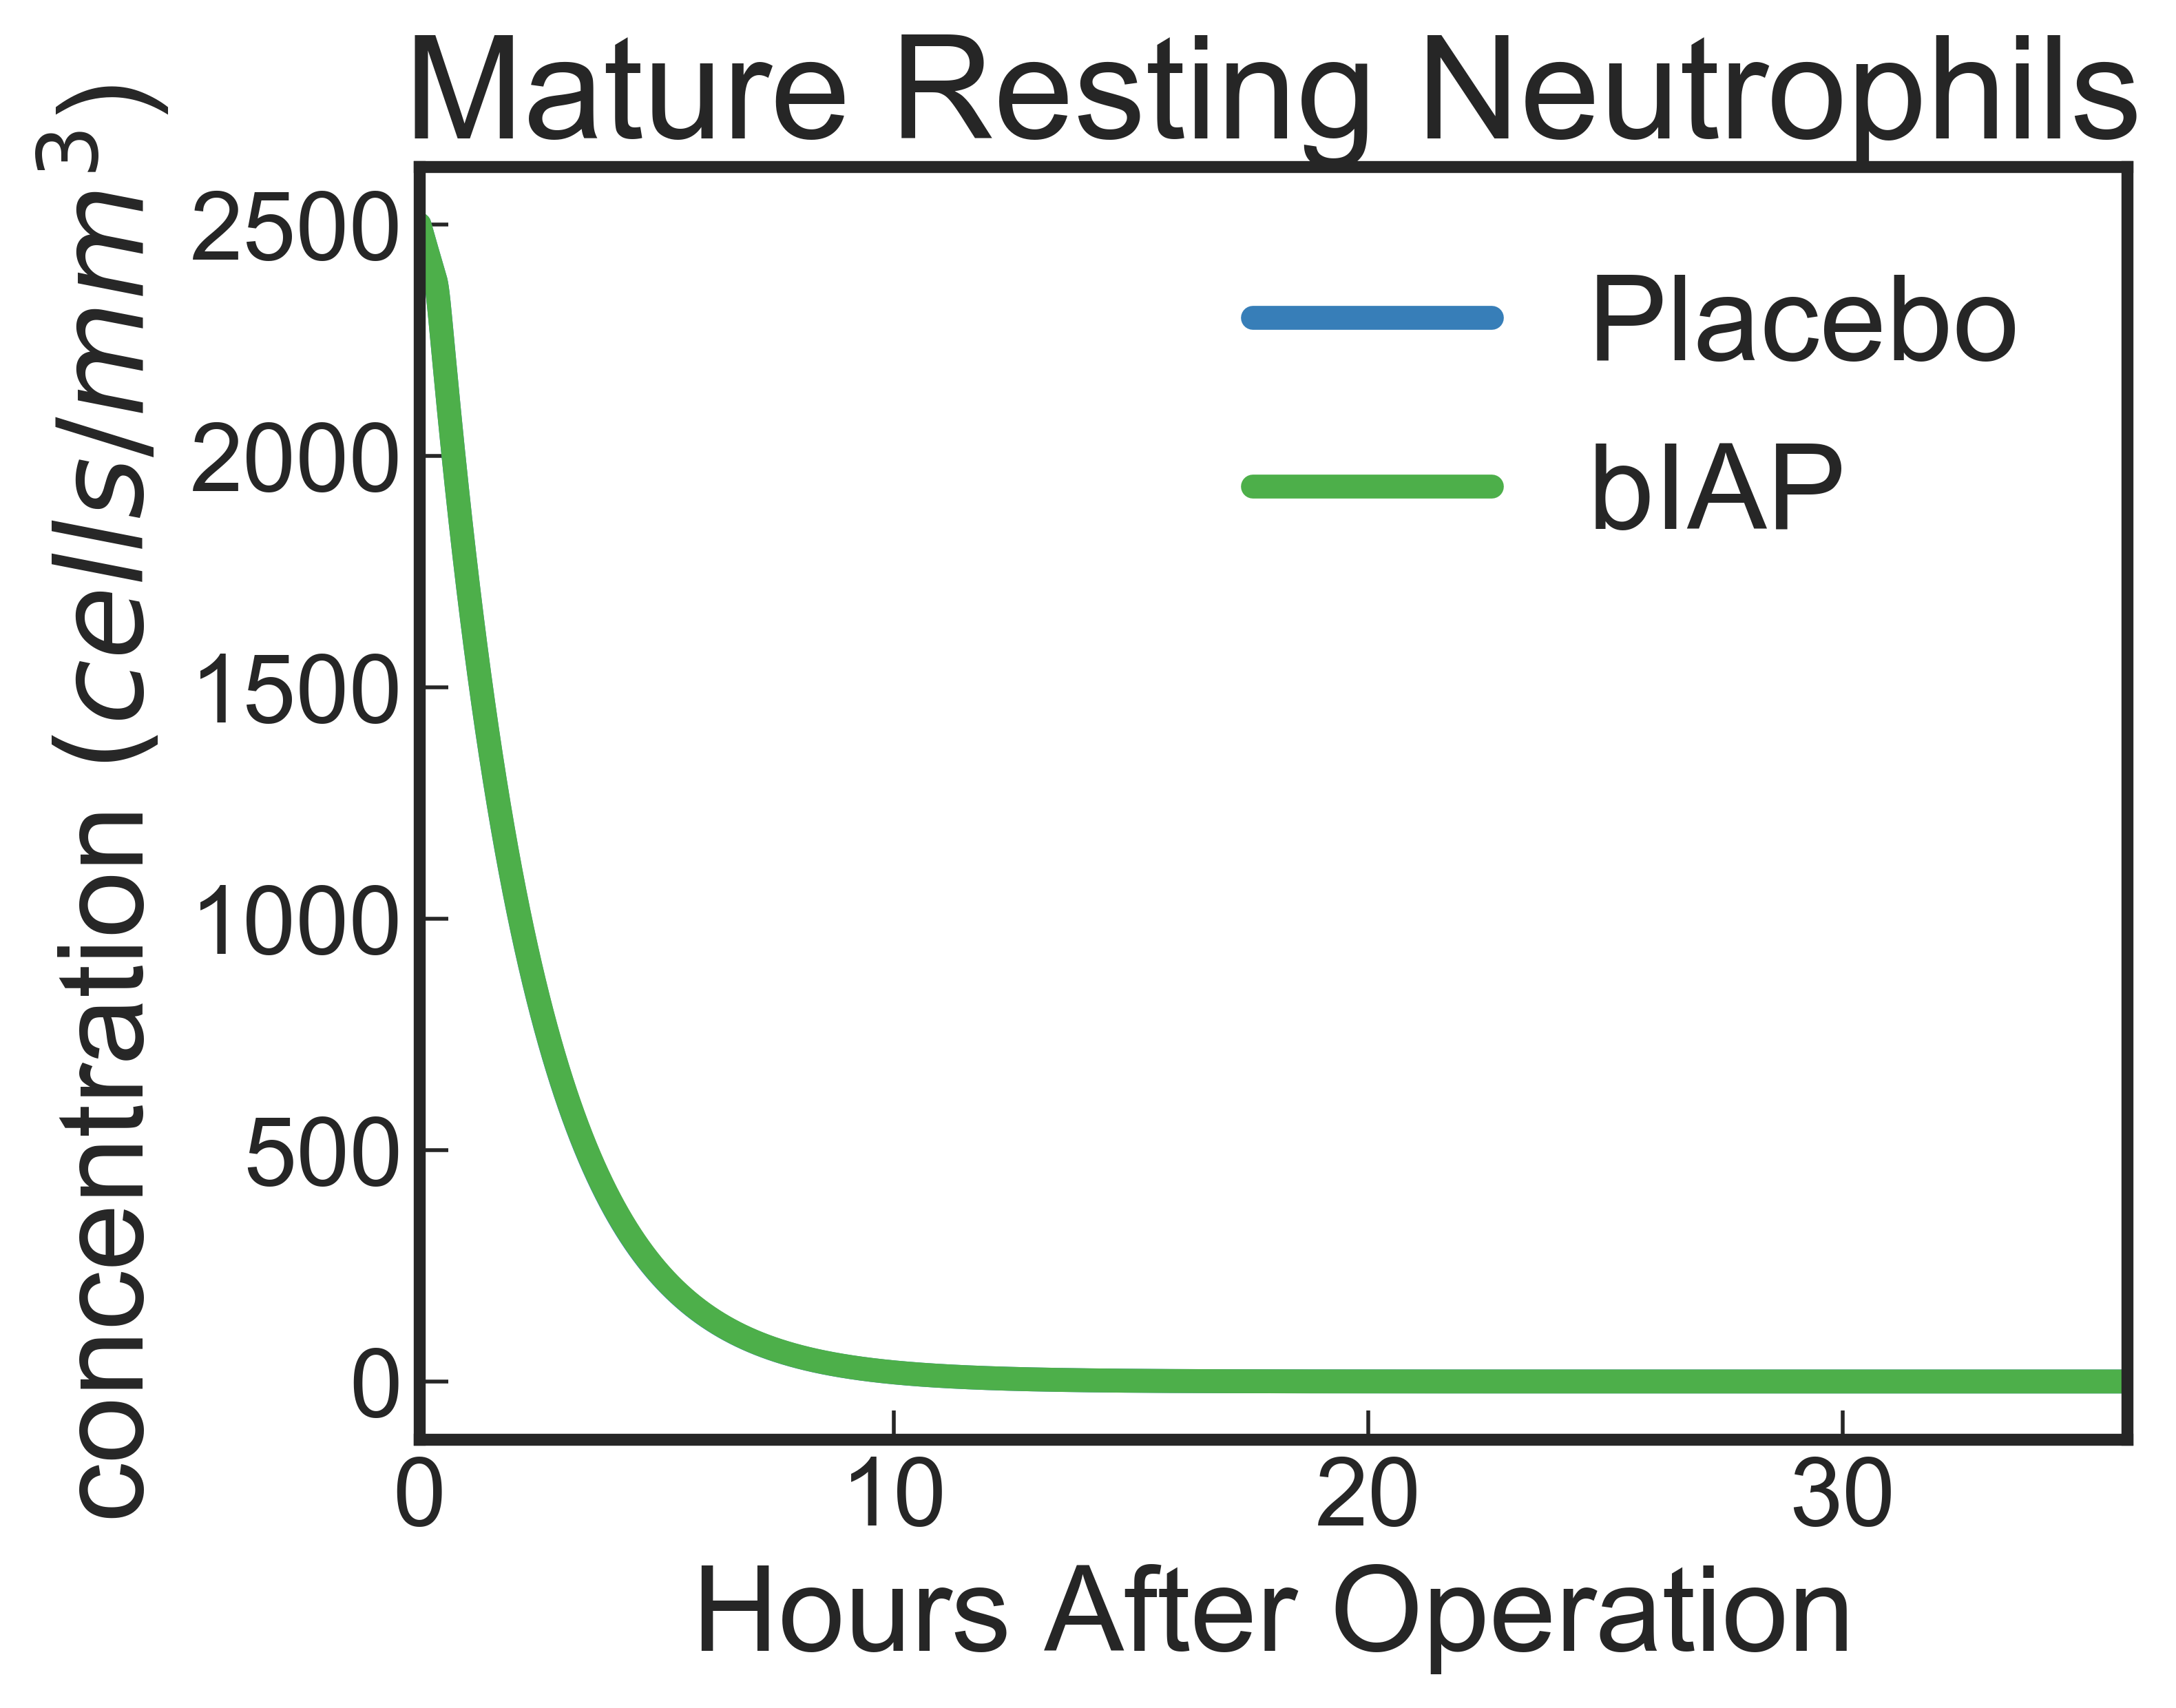 Mature Resting Neutrophils
concentration (cells/mm³)
2500
2000
1500
1000
500
0
Placebo
bIAP
0 10 20 30
Hours After Operation